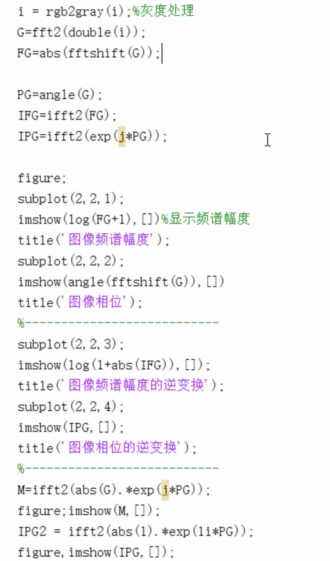 i = rgb2gray(i);%灰度处理
G=fft2(double(i));
FG=abs(fftshift(G));
PG=angle(G);
IFG=ifft2(FG);
IPG=ifft2(exp(j*PG));
figure;
subplot(2,2,1);
imshow(log(FG+1),[])%显示频谱幅度
title('图像频谱幅度');
subplot(2,2,2);
imshow(angle(fftshift(G)),[])
title('图像相位');
%---------------------------
subplot(2,2,3);
imshow(log(1+abs(IFG)),[]);
title('图像频谱幅度的逆变换');
subplot(2,2,4);
imshow(IPG,[]);
title('图像相位的逆变换');
%---------------------------
M=ifft2(abs(G).*exp(j*PG));
figure;imshow(M,[]);
IPG2 = ifft2(abs(1).*exp(1i*PG));
figure,imshow(IPG,[]);